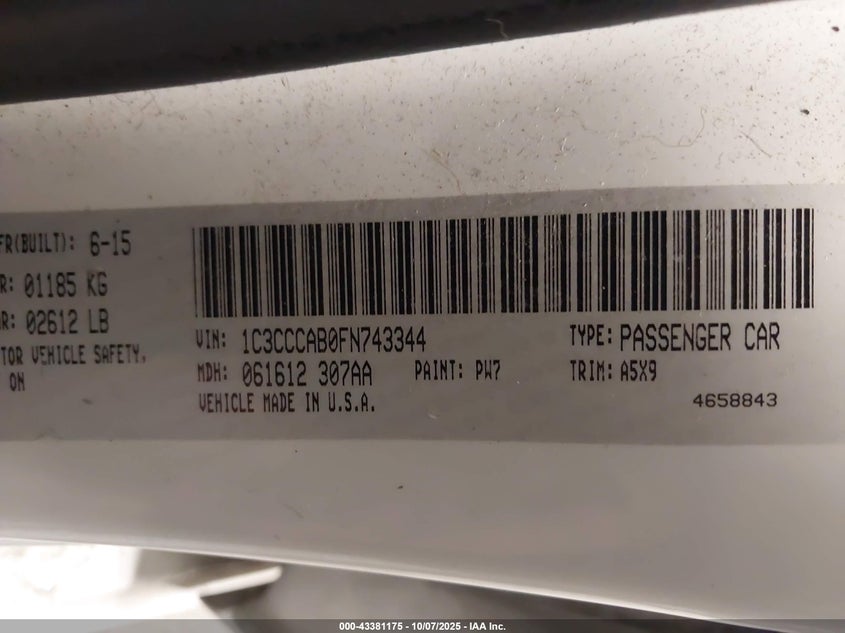 FR(BUILT): 6-15
R: 01185 KG
R: 02612 LB
TOR VEHICLE SAFETY,
ON
VIN: 1C3CCCAB0FN743344
TYPE: PASSENGER CAR
MDH: 061612 307AA
PAINT: PW7
TRIM: A5X9
VEHICLE MADE IN U.S.A.
4658843
000-43381175 - 10/07/2025 - IAA Inc.